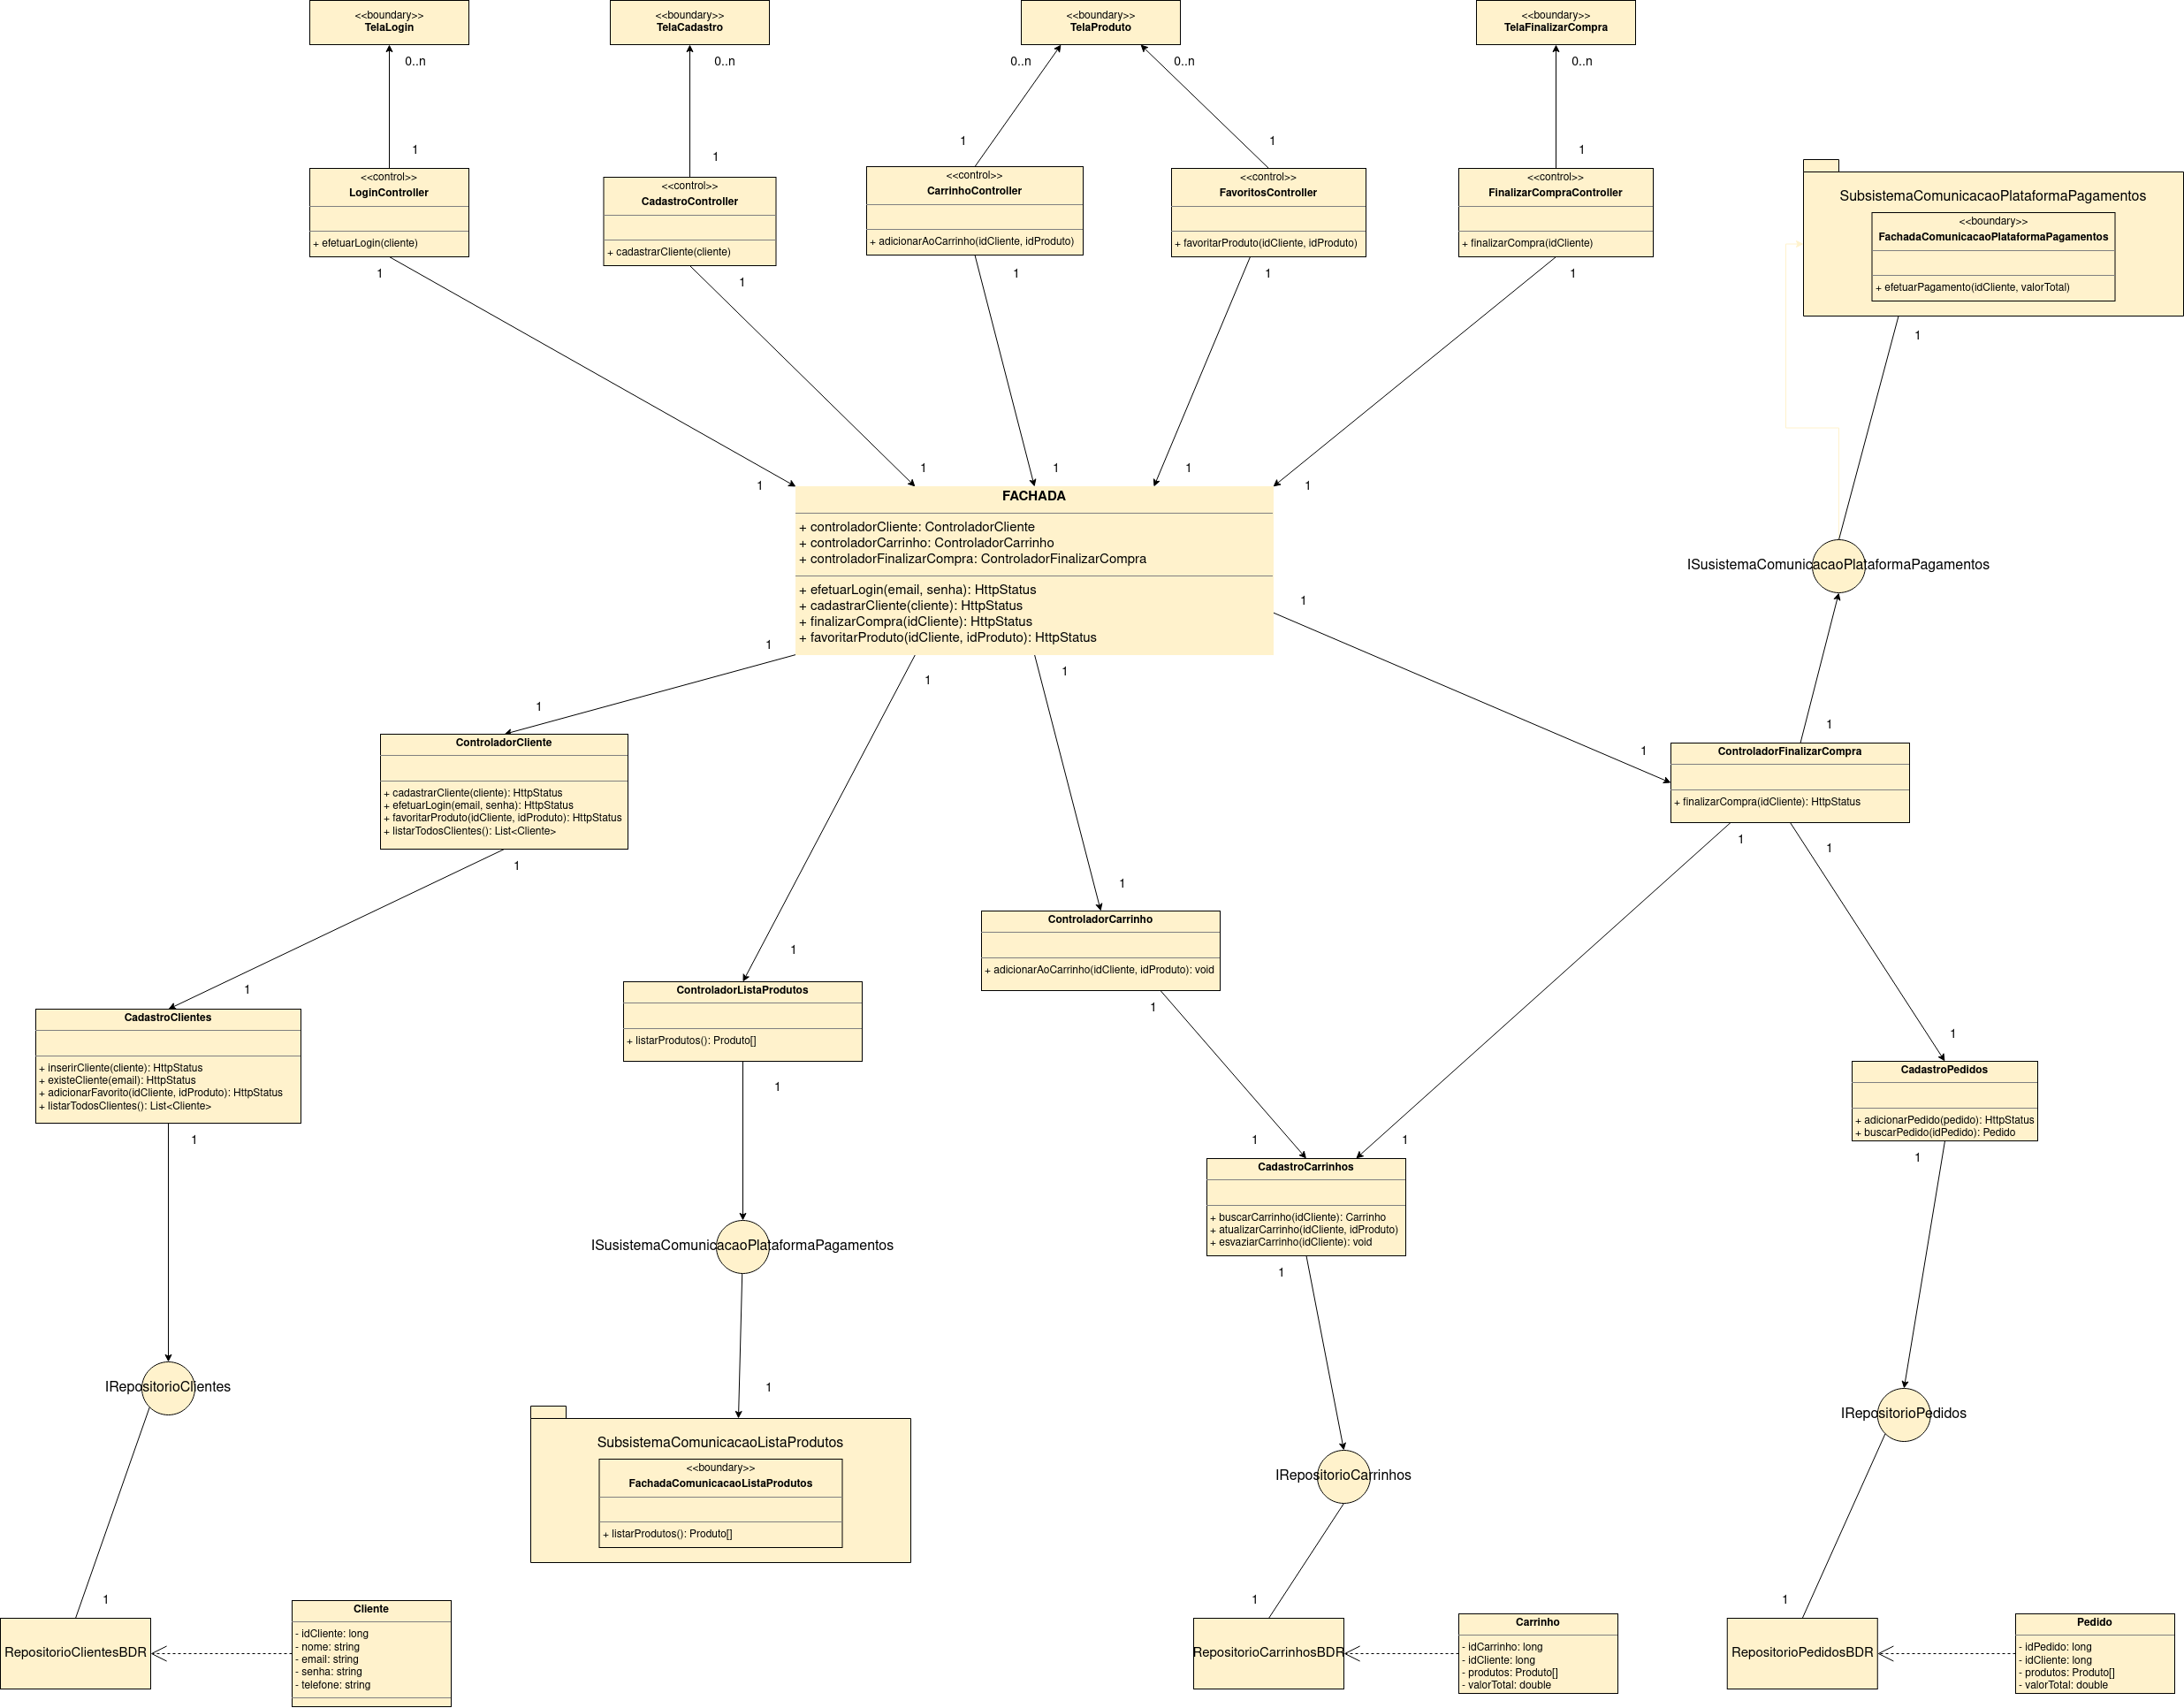 <<boundary>>
TelaLogin
<<boundary>>
TelaCadastro
<<boundary>>
TelaProduto
<<boundary>>
TelaFinalizarCompra
0..n
0..n
0..n
0..n
0..n
1
1
1
1
1
<<control>>
LoginController
+ efetuarLogin(cliente)
<<control>>
CadastroController
+ cadastrarCliente(cliente)
<<control>>
CarrinhoController
+ adicionarAoCarrinho(idCliente, idProduto)
<<control>>
FavoritosController
+ favoritarProduto(idCliente, idProduto)
<<control>>
FinalizarCompraController
+ finalizarCompra(idCliente)
SubsistemaComunicacaoPlataformaPagamentos
<<boundary>>
FachadaComunicacaoPlataformaPagamentos
+ efetuarPagamento(idCliente, valorTotal)
1
1
1
1
1
1
1
1
1
1
1
FACHADA
+ controladorCliente: ControladorCliente
+ controladorCarrinho: ControladorCarrinho
+ controladorFinalizarCompra: ControladorFinalizarCompra
+ efetuarLogin(email, senha): HttpStatus
+ cadastrarCliente(cliente): HttpStatus
+ finalizarCompra(idCliente): HttpStatus
+ favoritarProduto(idCliente, idProduto): HttpStatus
ISusistemaComunicacaoPlataformaPagamentos
1
1
1
1
1
1
1
ControladorCliente
+ cadastrarCliente(cliente): HttpStatus
+ efetuarLogin(email, senha): HttpStatus
+ favoritarProduto(idCliente, idProduto): HttpStatus
+ listarTodosClientes(): List<Cliente>
ControladorFinalizarCompra
+ finalizarCompra(idCliente): HttpStatus
1
1
1
1
1
ControladorCarrinho
+ adicionarAoCarrinho(idCliente, idProduto): void
1
ControladorListaProdutos
+ listarProdutos(): Produto[]
1
CadastroClientes
+ inserirCliente(cliente): HttpStatus
+ existeCliente(email): HttpStatus
+ adicionarFavorito(idCliente, idProduto): HttpStatus
+ listarTodosClientes(): List<Cliente>
1
1
CadastroPedidos
+ adicionarPedido(pedido): HttpStatus
+ buscarPedido(idPedido): Pedido
1
1
1
1
1
CadastroCarrinhos
+ buscarCarrinho(idCliente): Carrinho
+ atualizarCarrinho(idCliente, idProduto)
+ esvaziarCarrinho(idCliente): void
ISusistemaComunicacaoPlataformaPagamentos
1
IRepositorioClientes
1
IRepositorioPedidos
SubsistemaComunicacaoListaProdutos
<<boundary>>
FachadaComunicacaoListaProdutos
+ listarProdutos(): Produto[]
IRepositorioCarrinhos
1
1
1
RepositorioClientesBDR
Cliente
- idCliente: long
- nome: string
- email: string
- senha: string
- telefone: string
RepositorioCarrinhosBDR
Carrinho
- idCarrinho: long
- idCliente: long
- produtos: Produto[]
- valorTotal: double
RepositorioPedidosBDR
Pedido
- idPedido: long
- idCliente: long
- produtos: Produto[]
- valorTotal: double